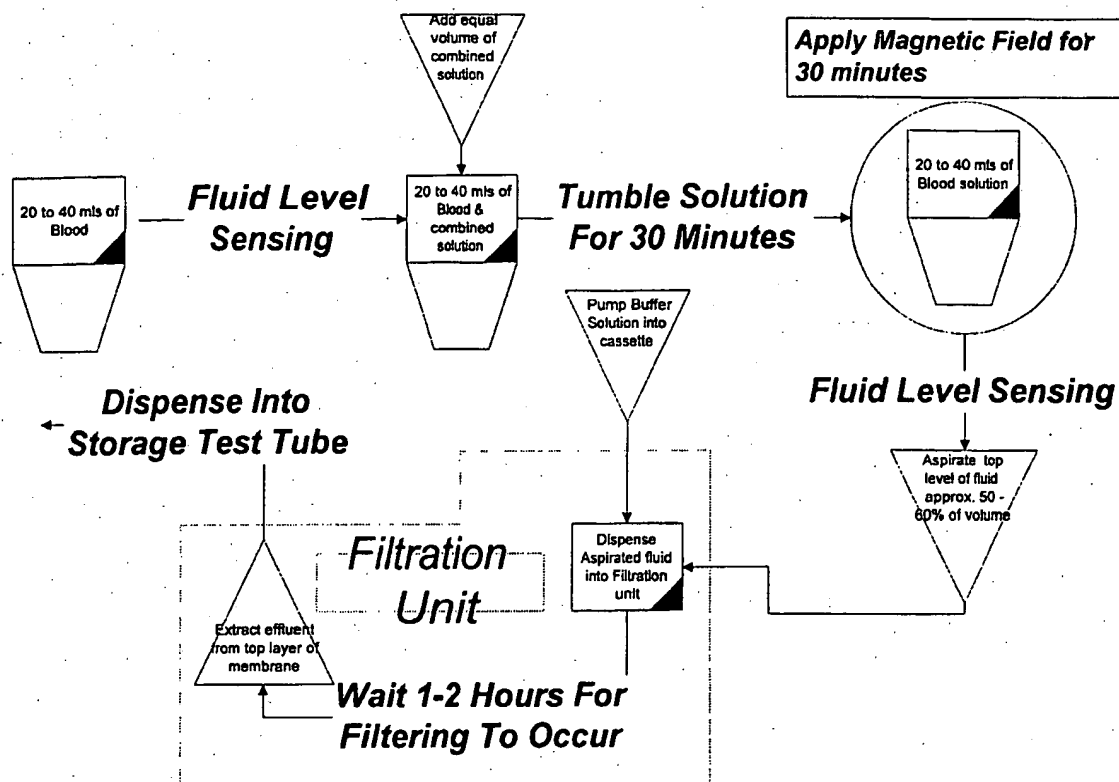 Add equal
volume of
combined
solution
Apply Magnetic Field for
30 minutes
20 to 40 mls of
Blood
Fluid Level
Sensing
20 to 40 mls of
Blood &
combined
solution
Tumble Solution
For 30 Minutes
20 to 40 mls of
Blood solution
Pump Buffer
Solution into
cassette
Fluid Level Sensing
Dispense Into
Storage Test Tube
Aspirate top
level of fluid
approx. 50 -
60% of volume
Dispense
Aspirated fluid
into Filtration
unit
Filtration
Unit
Extract effluent
from top layer of
membrane
Wait 1-2 Hours For
Filtering To Occur